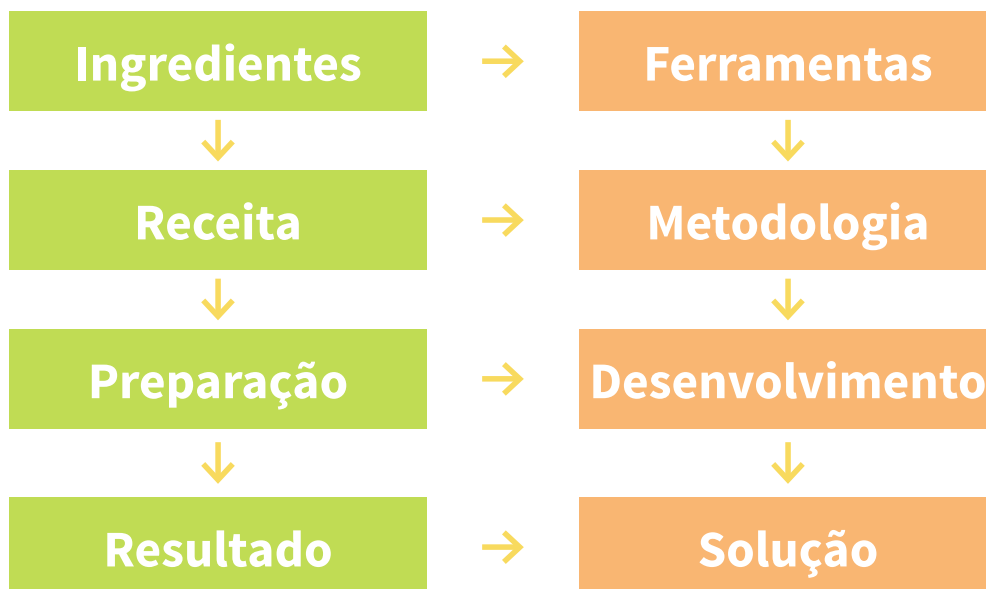 Ingredientes → Ferramentas
Receita → Metodologia
Preparação → Desenvolvimento
Resultado → Solução